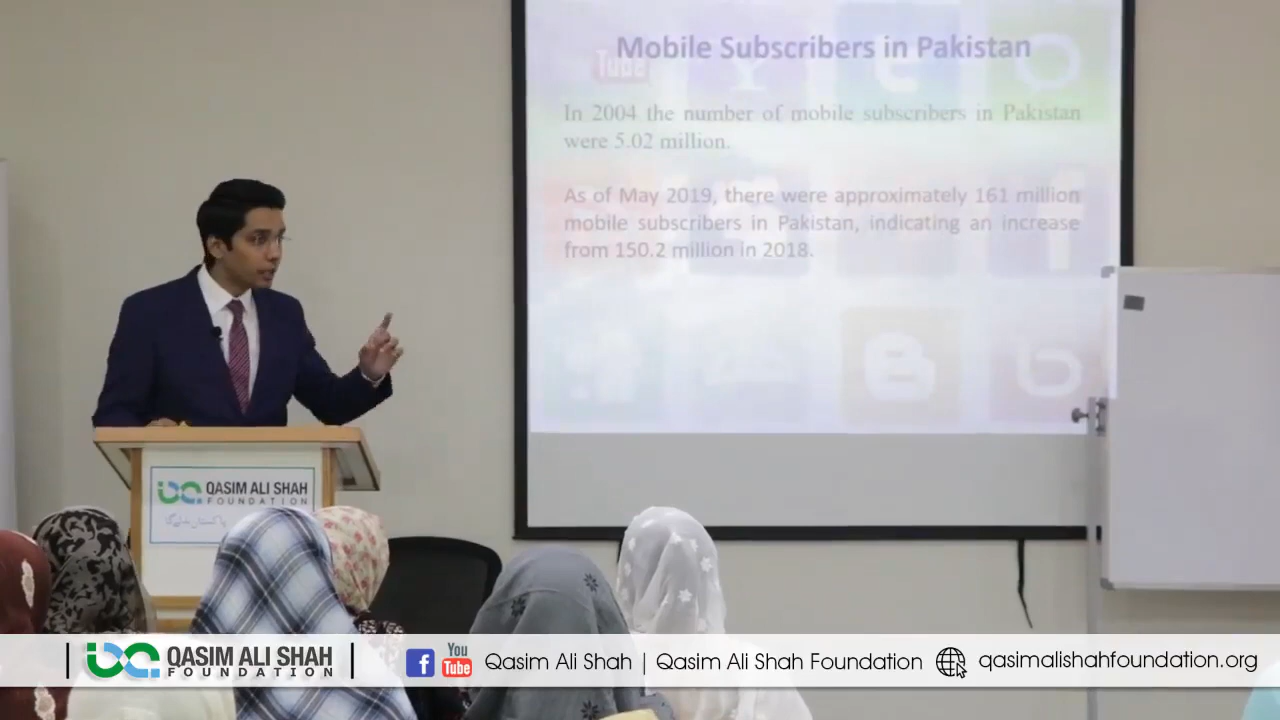 Mobile Subscribers in Pakistan
In 2004 the number of mobile subscribers in Pakistan
were 5.02 million.
As of May 2019, there were approximately 161 million
mobile subscribers in Pakistan, indicating an increase
from 150.2 million in 2018.
Tube
QASIM ALI SHAH
FOUNDATION
QASIM ALI SHAH
FOUNDATION
You
Tube
Qasim Ali Shah | Qasim Ali Shah Foundation
qasimalishahfoundation.org